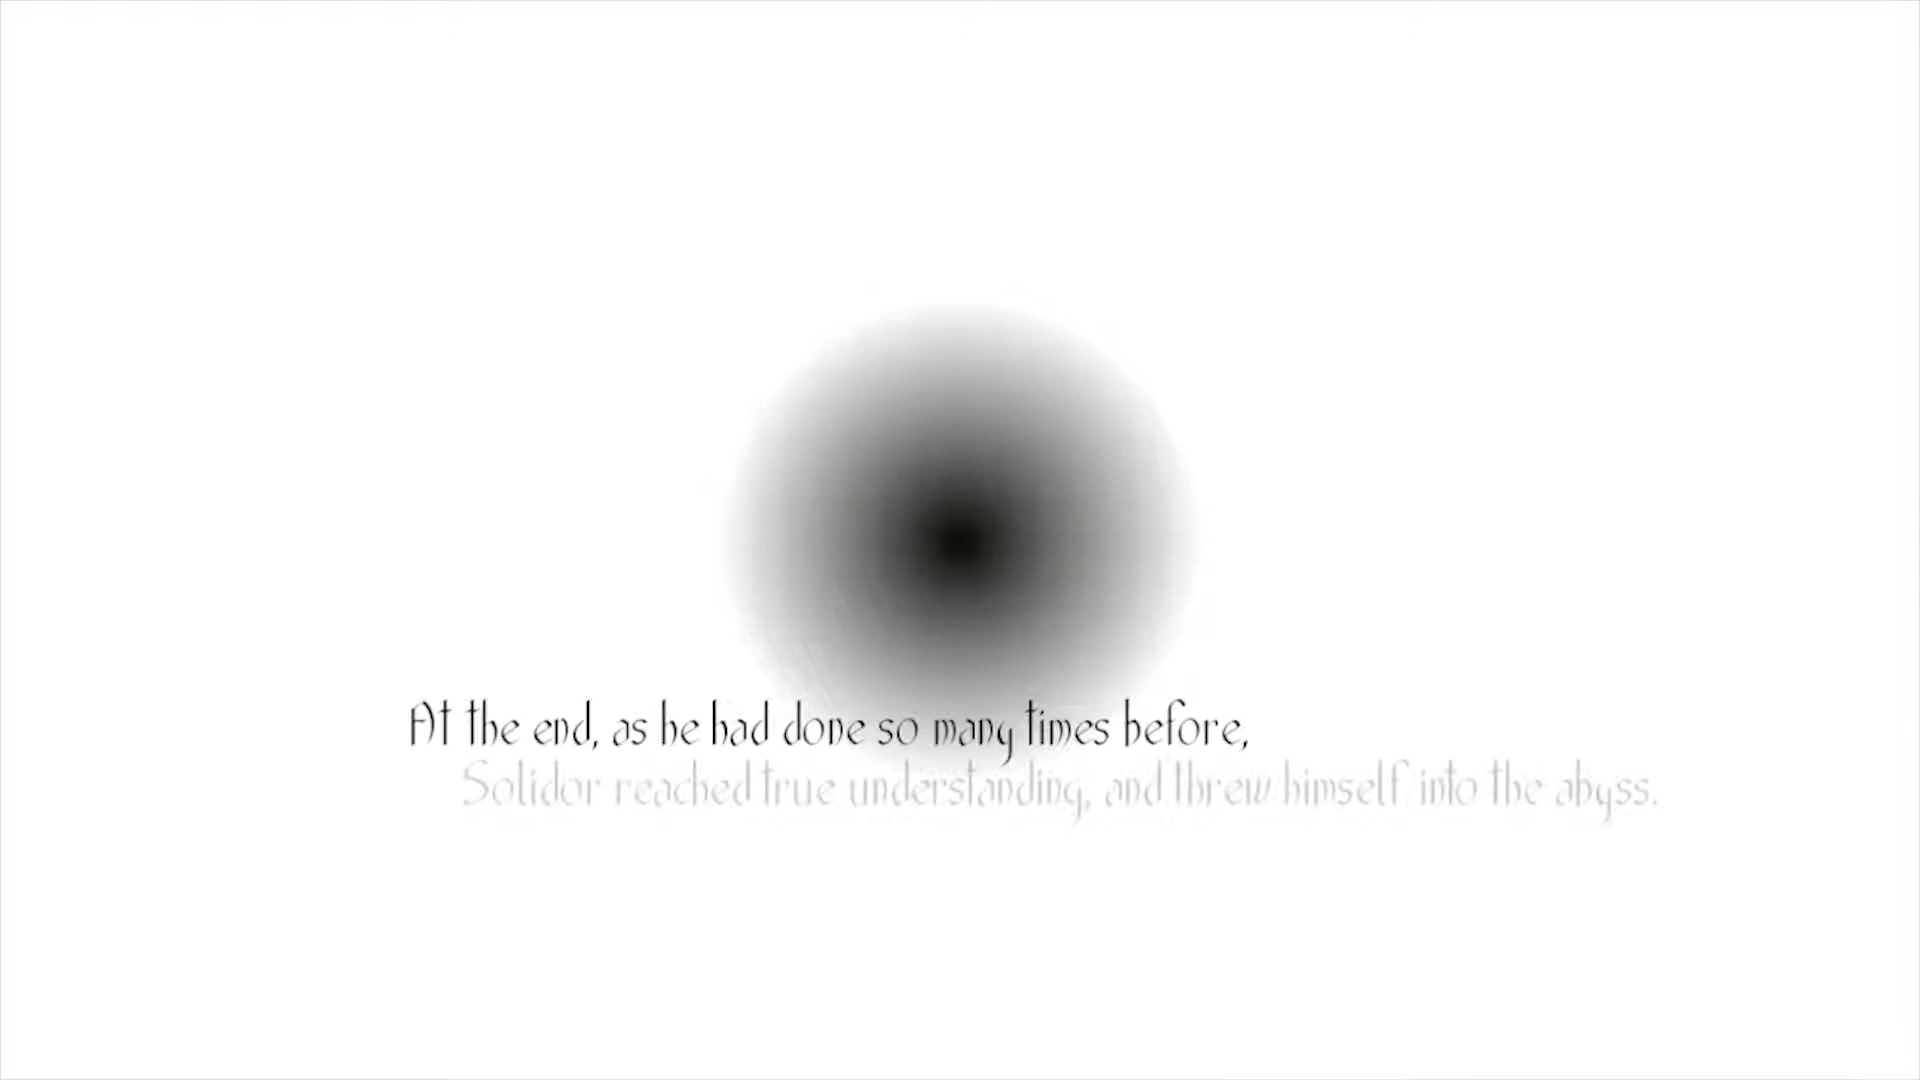 At the end, as he had done so many times before,
Solidor reached true understanding, and threw himself into the abyss.